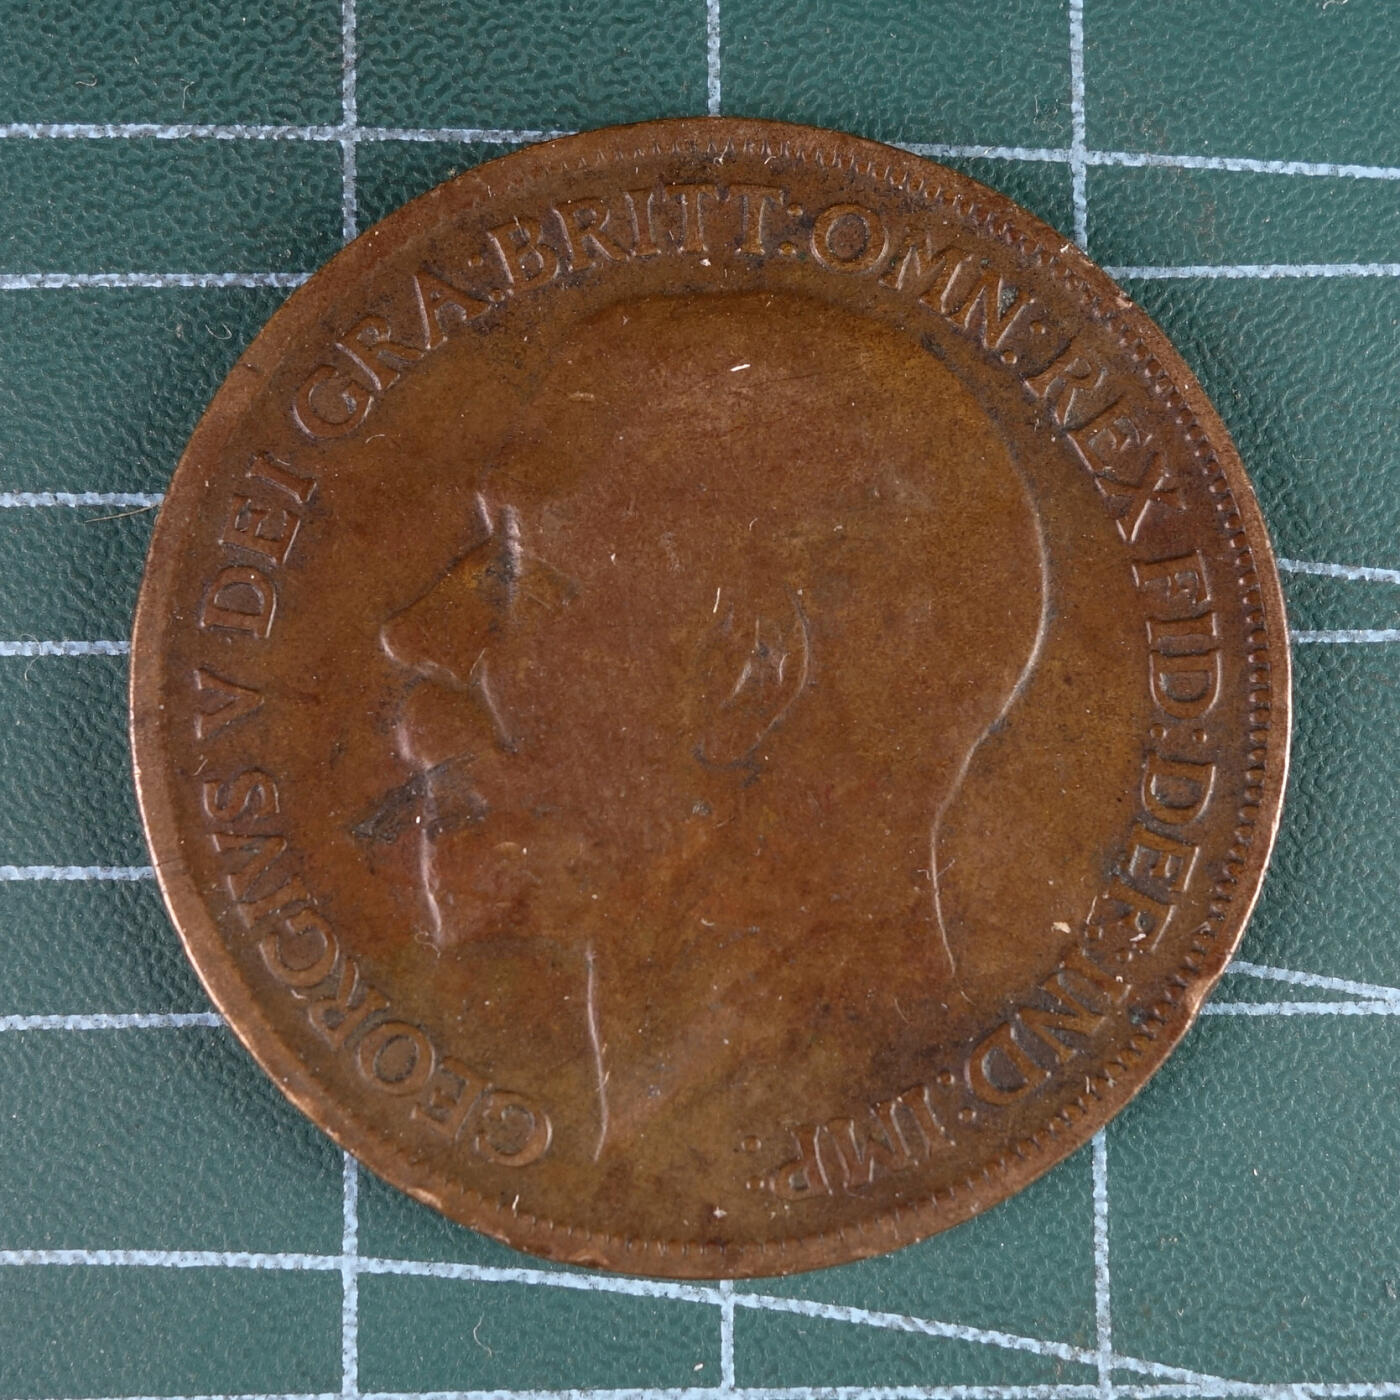 GEORGIVS V DEI GRA:BRITT:OMN:REX FID:DEF:IND:IMP: